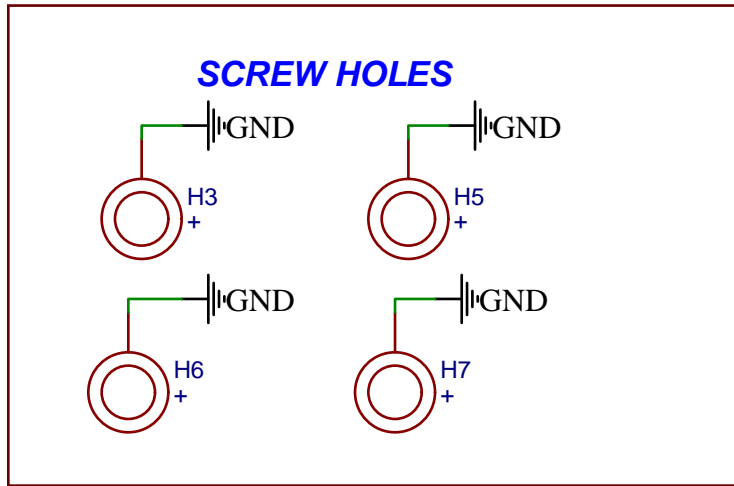 SCREW HOLES
GND GND
H3 H5
+ +
GND GND
H6 H7
+ +